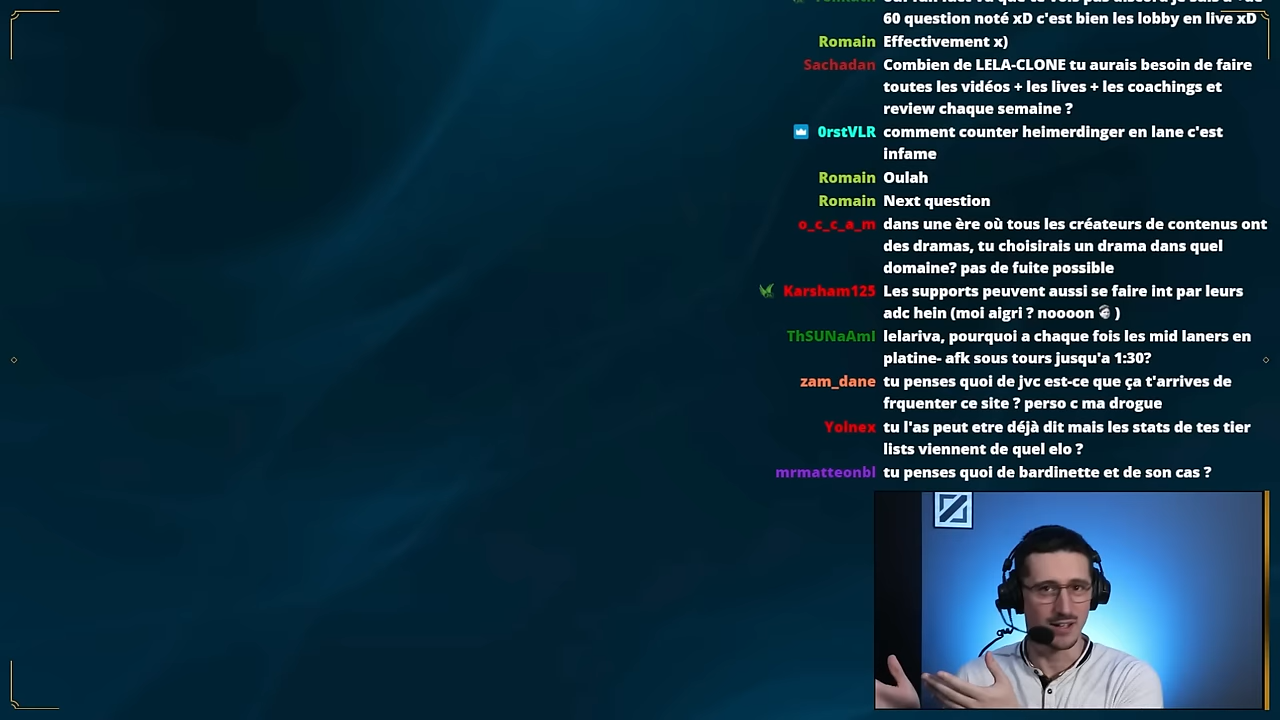 60 question noté xD c'est bien les lobby en live xD
Romain Effectivement x)
Sachadan Combien de LELA-CLONE tu aurais besoin de faire
toutes les vidéos + les lives + les coachings et
review chaque semaine ?
0rstVLR comment counter heimerdinger en lane c'est
infame
Romain Oulah
Romain Next question
o_c_c_a_m dans une ère où tous les créateurs de contenus ont
des dramas, tu choisirais un drama dans quel
domaine? pas de fuite possible
Karsham125 Les supports peuvent aussi se faire int par leurs
adc hein (moi aigri ? noooon )
ThSUNaAmI lelariva, pourquoi a chaque fois les mid laners en
platine- afk sous tours jusqu'a 1:30?
zam_dane tu penses quoi de jvc est-ce que ça t'arrives de
frquenter ce site ? perso c ma drogue
Yolnex tu l'as peut etre déjà dit mais les stats de tes tier
lists viennent de quel elo ?
mrmatteonbl tu penses quoi de bardinette et de son cas ?